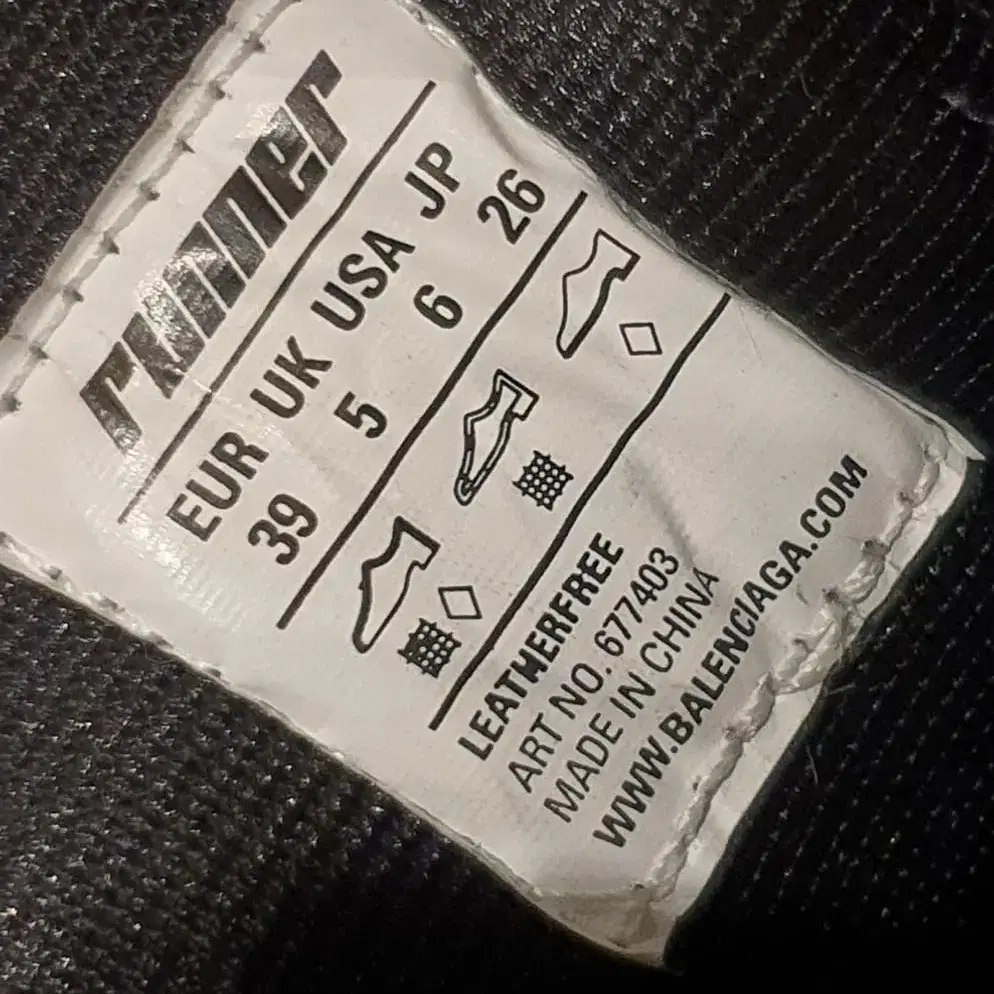 runner
EUR UK USA JP
39 5 6 26
LEATHERFREE
ART NO. 677403
MADE IN CHINA
WWW.BALENCIAGA.COM